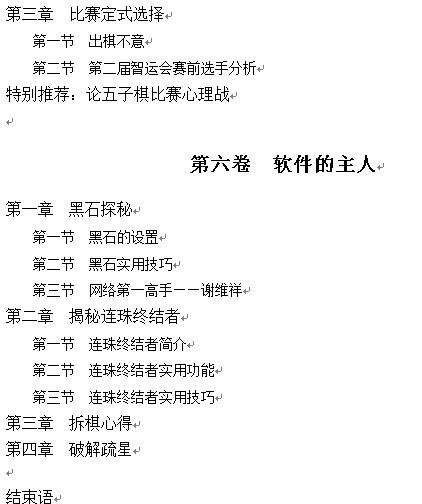 第三章　比赛定式选择
第一节　出棋不意
第二节　第二届智运会赛前选手分析
特别推荐：论五子棋比赛心理战
第六卷　软件的主人
第一章　黑石探秘
第一节　黑石的设置
第二节　黑石实用技巧
第三节　网络第一高手——谢维祥
第二章　揭秘连珠终结者
第一节　连珠终结者简介
第二节　连珠终结者实用功能
第三节　连珠终结者实用技巧
第三章　拆棋心得
第四章　破解疏星
结束语